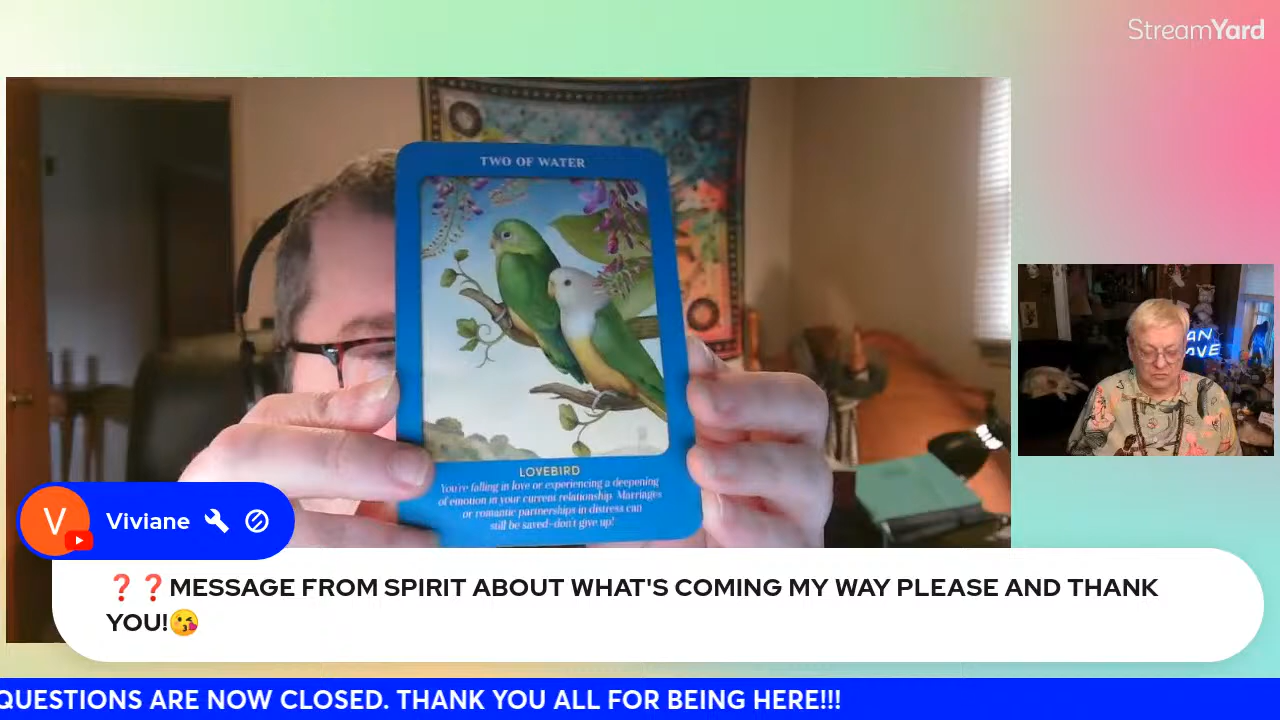 StreamYard
TWO OF WATER
LOVEBIRD
You're falling in love or experiencing a deepening
of emotion in your current relationship. Marriages
or romantic partnerships in distress can
still be saved–don't give up!
AN
AVE
V
Viviane
❓❓MESSAGE FROM SPIRIT ABOUT WHAT'S COMING MY WAY PLEASE AND THANK
YOU!😘
QUESTIONS ARE NOW CLOSED. THANK YOU ALL FOR BEING HERE!!!